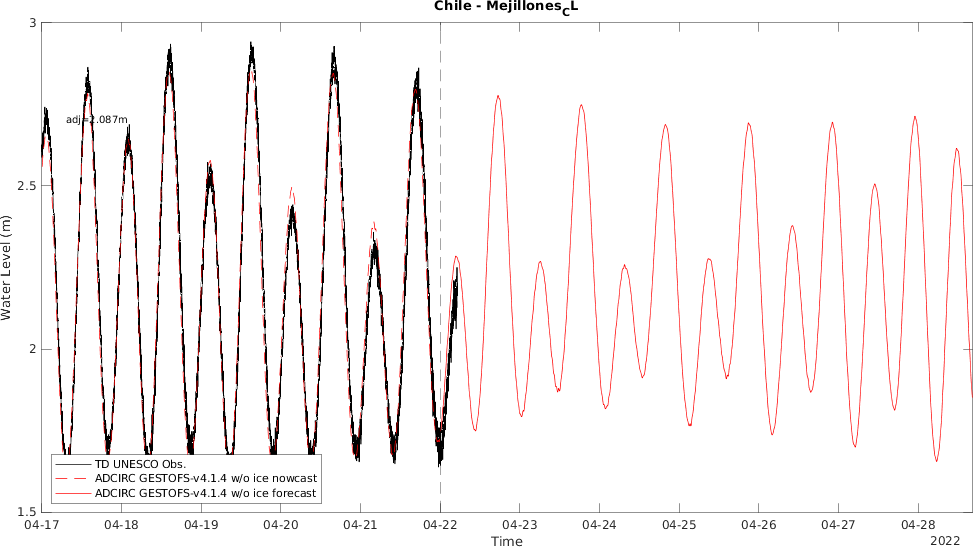 Chile - Mejillones_CL
3
adj=2.087m
2.5
Water Level (m)
2
TD UNESCO Obs.
ADCIRC GESTOFS-v4.1.4 w/o ice nowcast
ADCIRC GESTOFS-v4.1.4 w/o ice forecast
1.5
04-17 04-18 04-19 04-20 04-21 04-22 04-23 04-24 04-25 04-26 04-27 04-28
Time
2022